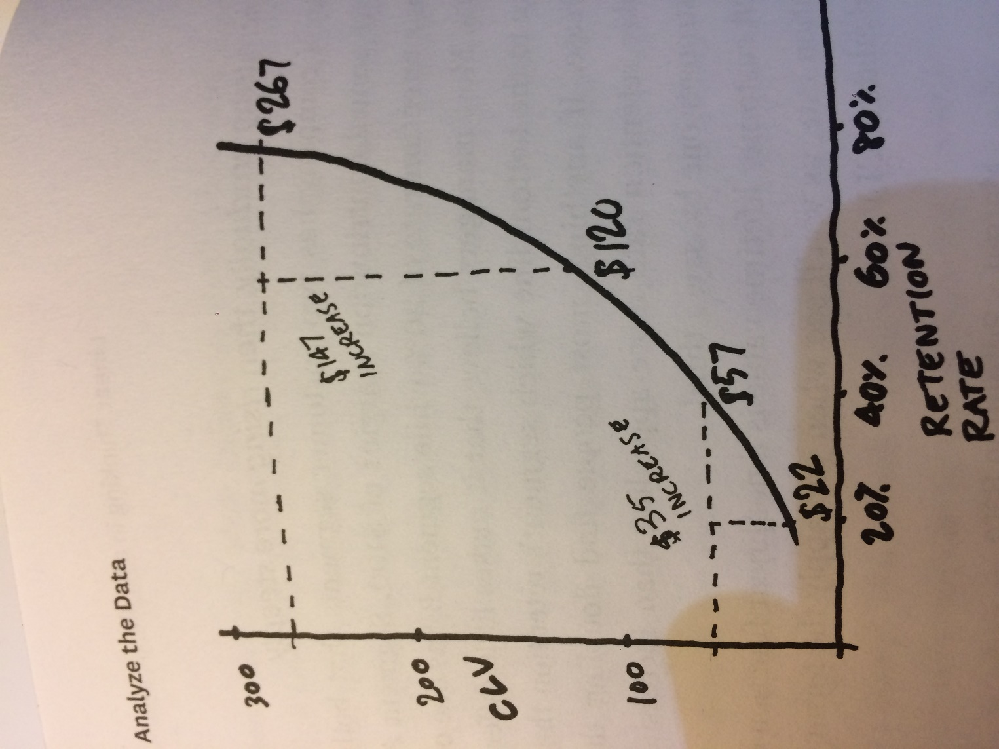 Analyze the Data
300
$267
$147
INCREASE
200
CLV
$120
100
$35
INCREASE
$57
$22
20%
40%
60%
80%
RETENTION
RATE